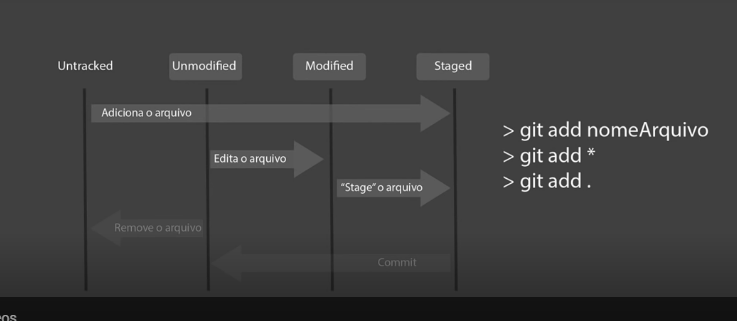 Untracked Unmodified Modified Staged
Adiciona o arquivo
> git add nomeArquivo
Edita o arquivo
> git add *
"Stage" o arquivo
> git add .
Remove o arquivo
Commit